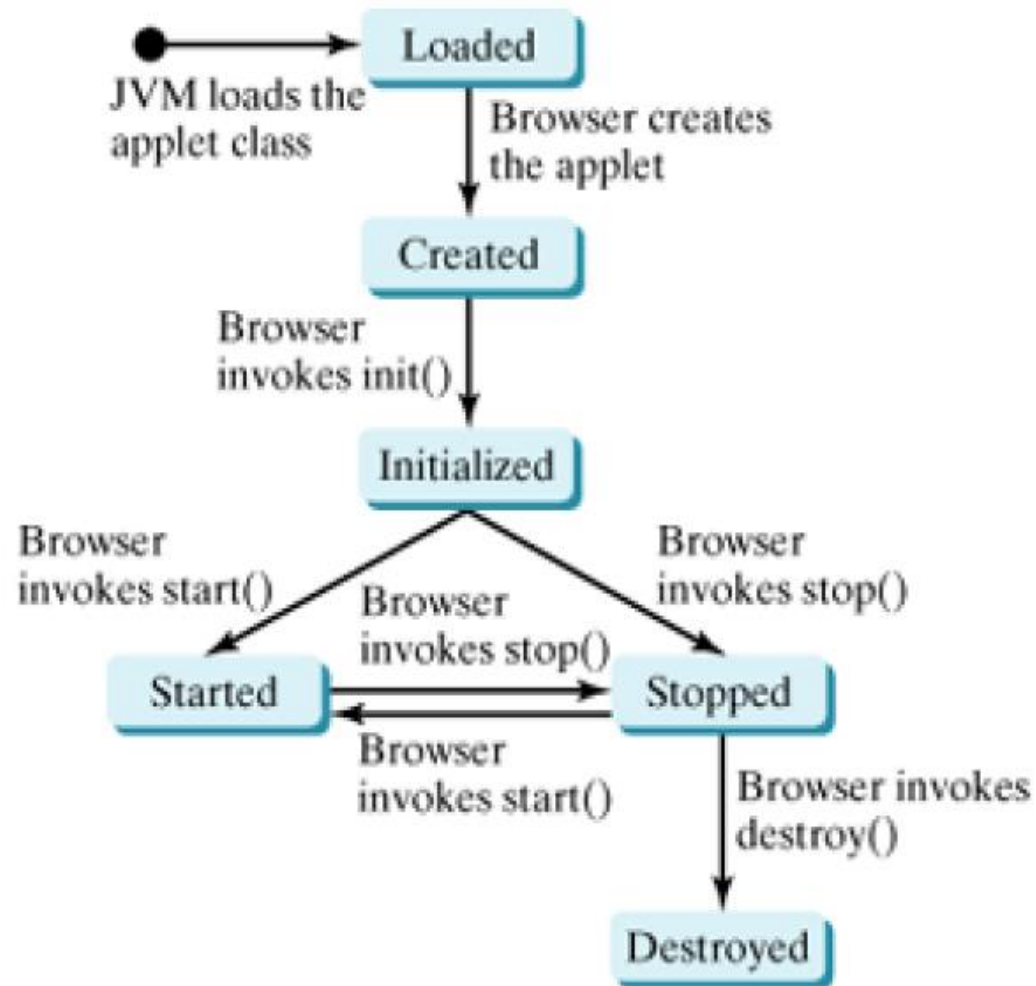 Loaded
JVM loads the
applet class
Browser creates
the applet
Created
Browser
invokes init()
Initialized
Browser
invokes start()
Browser
invokes stop()
Browser
invokes stop()
Started
Stopped
Browser
invokes start()
Browser invokes
destroy()
Destroyed